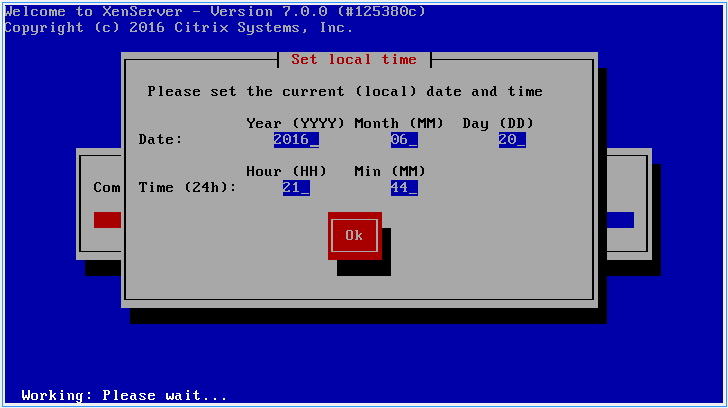 Welcome to XenServer - Version 7.0.0 (#125380c)
Copyright (c) 2016 Citrix Systems, Inc.
Set local time
Please set the current (local) date and time
Year (YYYY) Month (MM) Day (DD)
Date: 2016_ 06_ 20_
Hour (HH) Min (MM)
Com Time (24h): 21_ 44_
Ok
Working: Please wait...